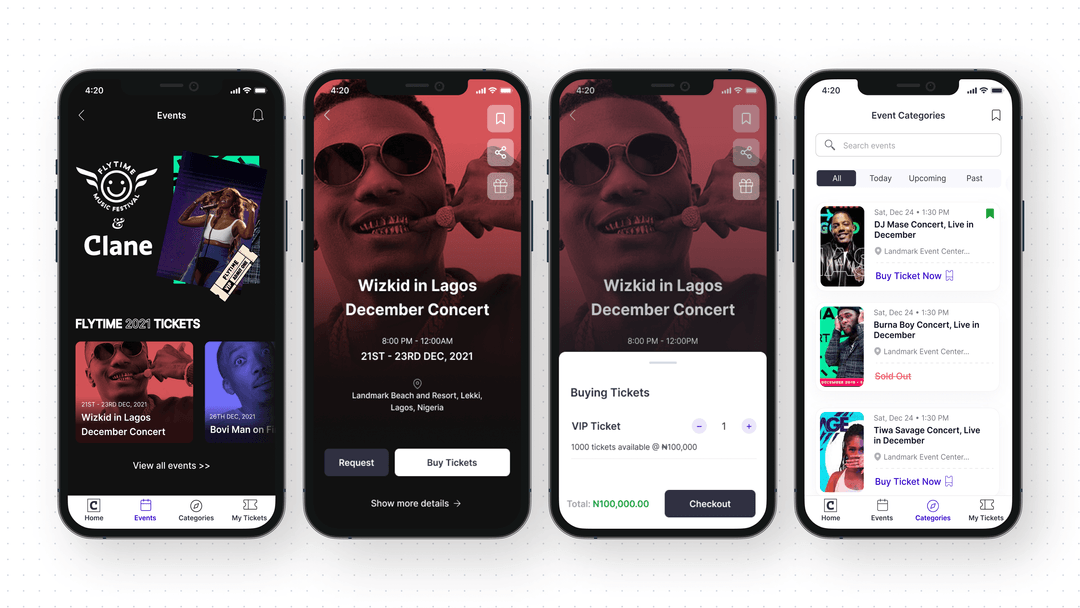 4:20
Events
FLYTIME
MUSIC FESTIVAL
&
Clane
FLYTIME
VIP
FLYTIME 2021 TICKETS
21ST - 23RD DEC, 2021
Wizkid in Lagos
December Concert
26TH DEC, 2021
Bovi Man on Fi
View all events >>
Home
Events
Categories
My Tickets
4:20
Wizkid in Lagos
December Concert
8:00 PM - 12:00AM
21ST - 23RD DEC, 2021
Landmark Beach and Resort, Lekki,
Lagos, Nigeria
Request
Buy Tickets
Show more details →
4:20
Wizkid in Lagos
December Concert
8:00 PM - 12:00PM
Buying Tickets
VIP Ticket
− 1 +
1000 tickets available @ ₦100,000
Total: N100,000.00
Checkout
4:20
Event Categories
Search events
All
Today
Upcoming
Past
Sat, Dec 24 • 1:30 PM
DJ Mase Concert, Live in
December
Landmark Event Center...
Buy Ticket Now
Sat, Dec 24 • 1:30 PM
Burna Boy Concert, Live in
December
Landmark Event Center...
Sold Out
Sat, Dec 24 • 1:30 PM
Tiwa Savage Concert, Live
in December
Landmark Event Center...
Buy Ticket Now
Home
Events
Categories
My Tickets